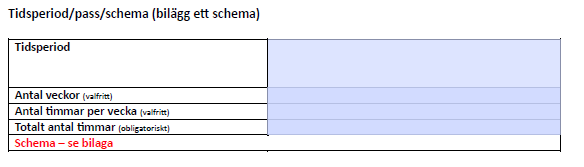 Tidsperiod/pass/schema (bilägg ett schema)
Tidsperiod
Antal veckor (valfritt)
Antal timmar per vecka (valfritt)
Totalt antal timmar (obligatoriskt)
Schema – se bilaga